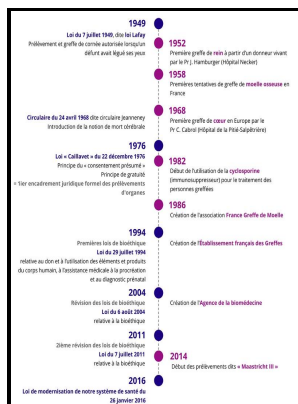 1949
Loi du 7 juillet 1949, dite loi Lafay
Prélèvement et greffe de cornée autorisée lorsqu'un
défunt avait légué ses yeux
1952
Première greffe de rein à partir d'un donneur vivant
par le Pr J. Hamburger (Hôpital Necker)
1958
Premières tentatives de greffe de moelle osseuse en
France
1968
Circulaire du 24 avril 1968 dite circulaire Jeanneney
Introduction de la notion de mort cérébrale
Première greffe de cœur en Europe par le
Pr C. Cabrol (Hôpital de la Pitié-Salpêtrière)
1976
Loi « Caillavet » du 22 décembre 1976
Principe du « consentement présumé »
Principe de gratuité
= 1ier encadrement juridique formel des prélèvements
d'organes
1982
Début de l'utilisation de la cyclosporine
(immunosuppresseur) pour le traitement des
personnes greffées
1986
Création de l'association France Greffe de Moelle
1994
Premières lois de bioéthique
Loi du 29 juillet 1994
relative au don et à l'utilisation des éléments et produits
du corps humain, à l'assistance médicale à la procréation
et au diagnostic prénatal
Création de l'Établissement français des Greffes
2004
Révision des lois de bioéthique
Loi du 6 août 2004
relative à la bioéthique
Création de l'Agence de la biomédecine
2011
2ième révision des lois de bioéthique
Loi du 7 juillet 2011
relative à la bioéthique
2014
Début des prélèvements dits « Maastricht III »
2016
Loi de modernisation de notre système de santé du
26 janvier 2016